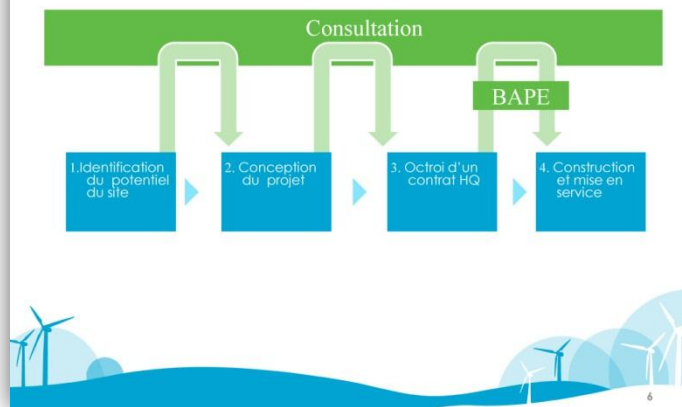 Consultation
BAPE
1.Identification
du potentiel
du site
2. Conception
du projet
3. Octroi d'un
contrat HQ
4. Construction
et mise en
service
6